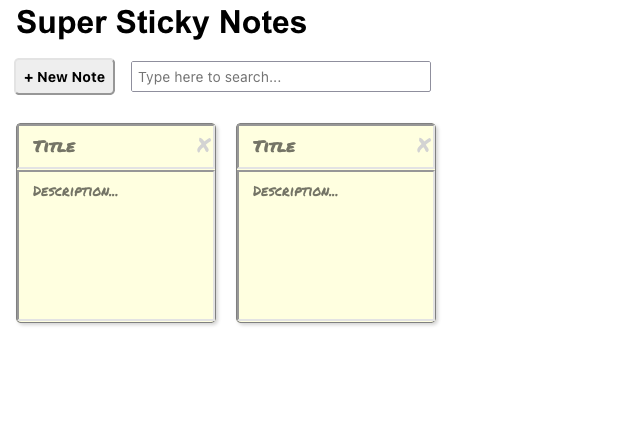 Super Sticky Notes
+ New Note
Type here to search...
Title x
Title x
Description...
Description...